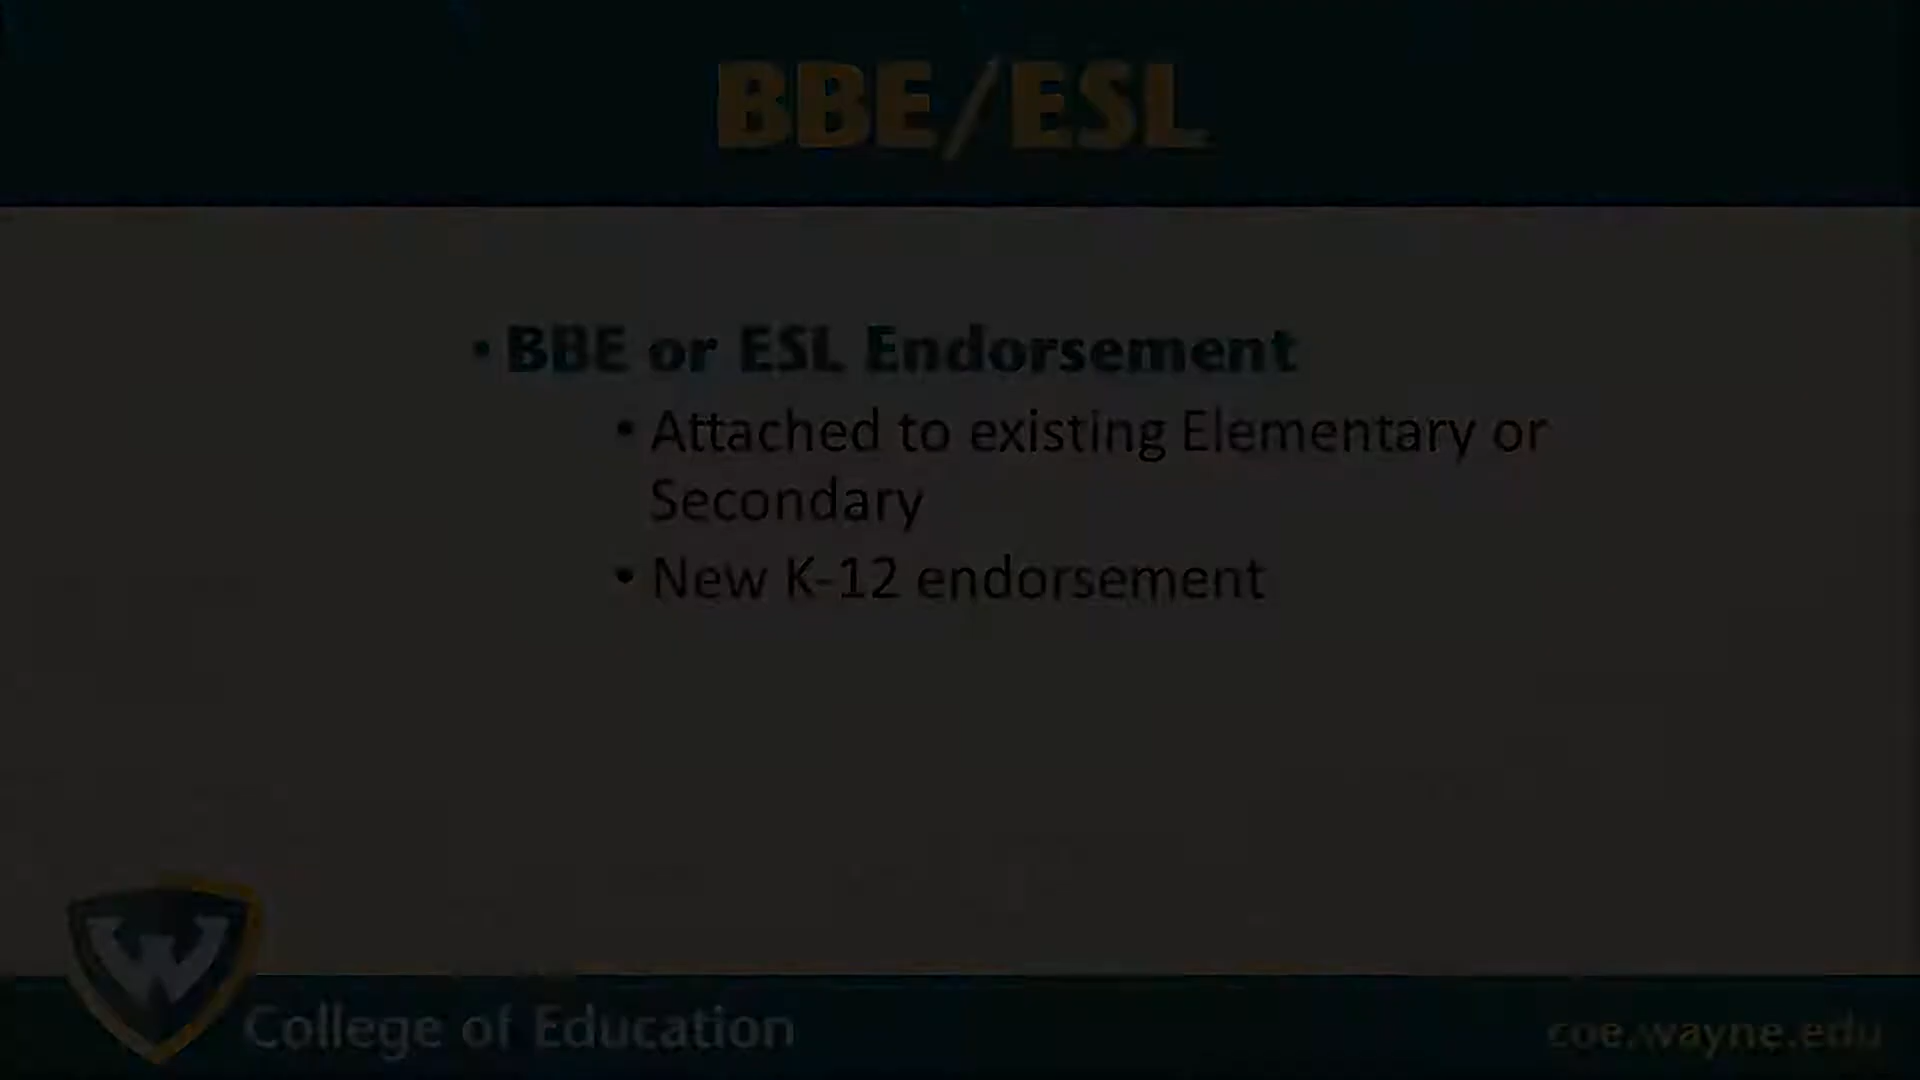 BBE/ESL
• BBE or ESL Endorsement
• Attached to existing Elementary or
Secondary
• New K-12 endorsement
W
College of Education
coe.wayne.edu